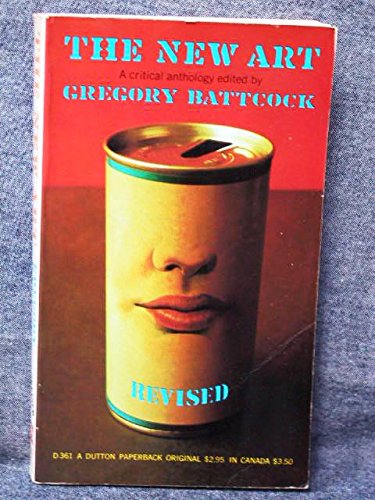 THE NEW ART
A critical anthology edited by
GREGORY BATTCOCK
REVISED
D-361 A DUTTON PAPERBACK ORIGINAL $2.95 IN CANADA $3.50